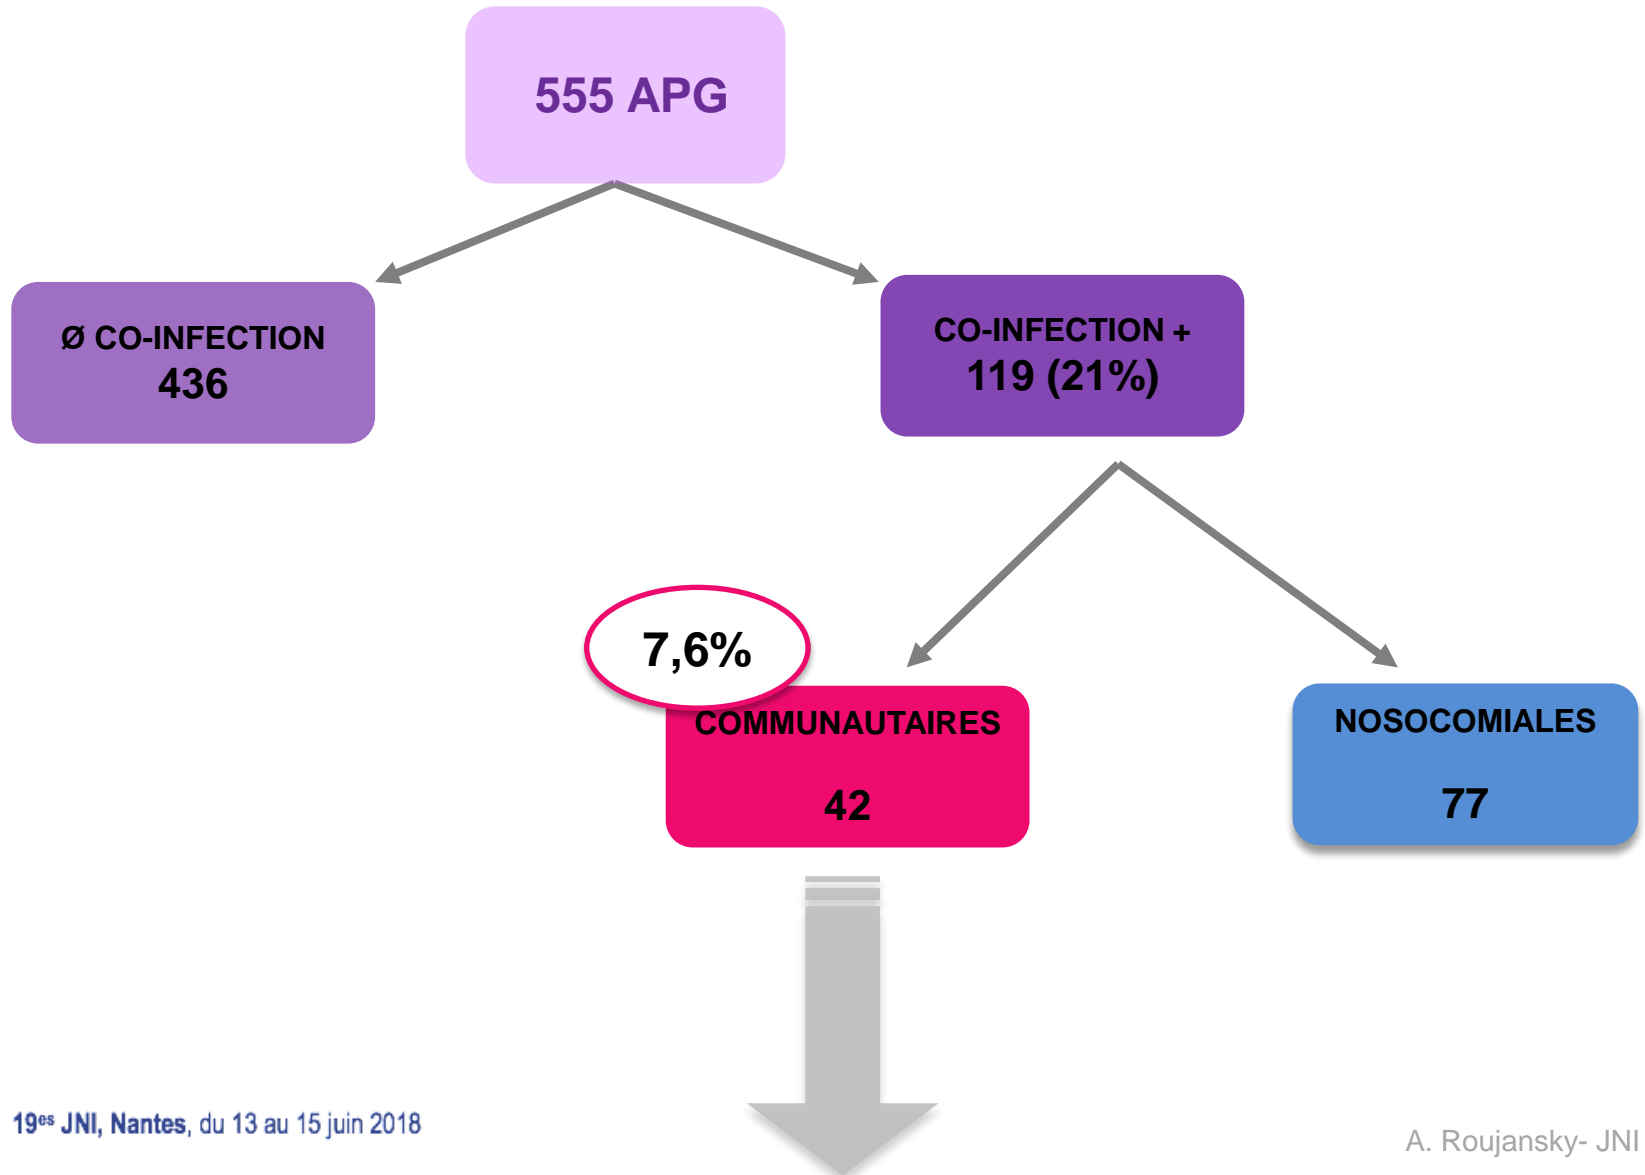 555 APG
Ø CO-INFECTION
436
CO-INFECTION +
119 (21%)
7,6%
COMMUNAUTAIRES
42
NOSOCOMIALES
77
19es JNI, Nantes, du 13 au 15 juin 2018
A. Roujansky- JNI